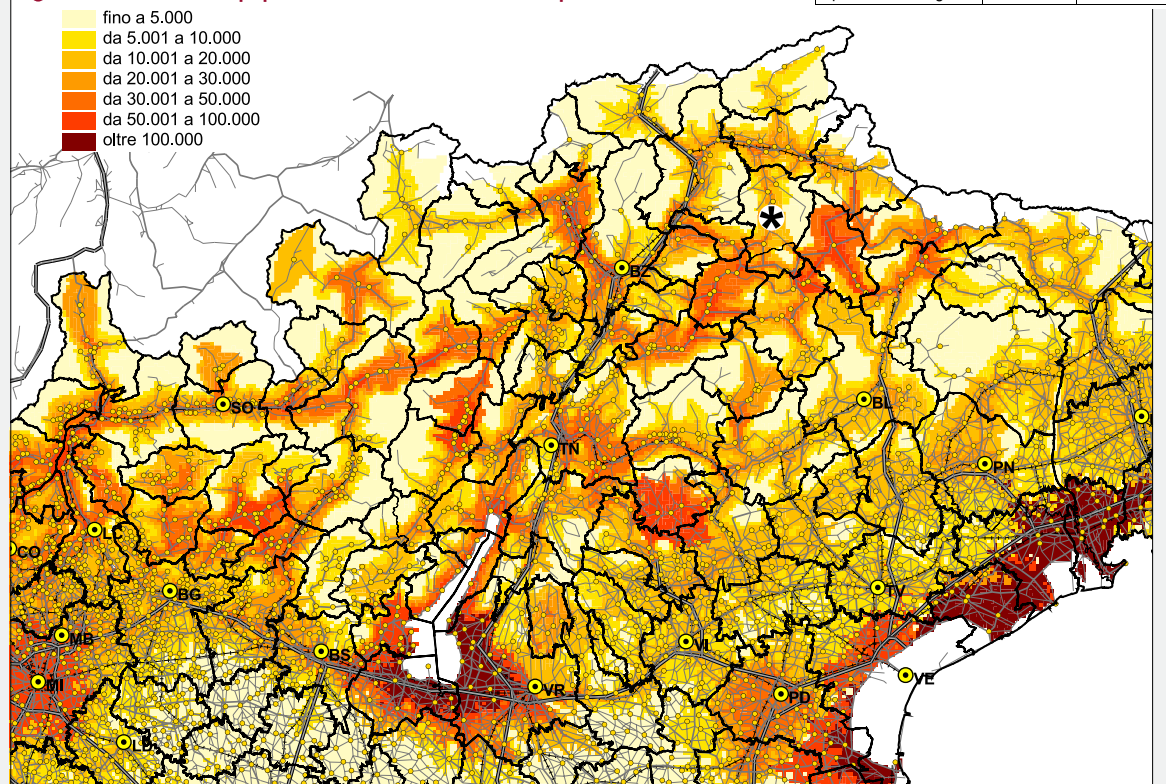 fino a 5.000
da 5.001 a 10.000
da 10.001 a 20.000
da 20.001 a 30.000
da 30.001 a 50.000
da 50.001 a 100.000
oltre 100.000
*
BZ
SO
BL
TN
PN
LC
CO
BG
TV
MB
BS
VI
VE
MI
VR
PD
LO